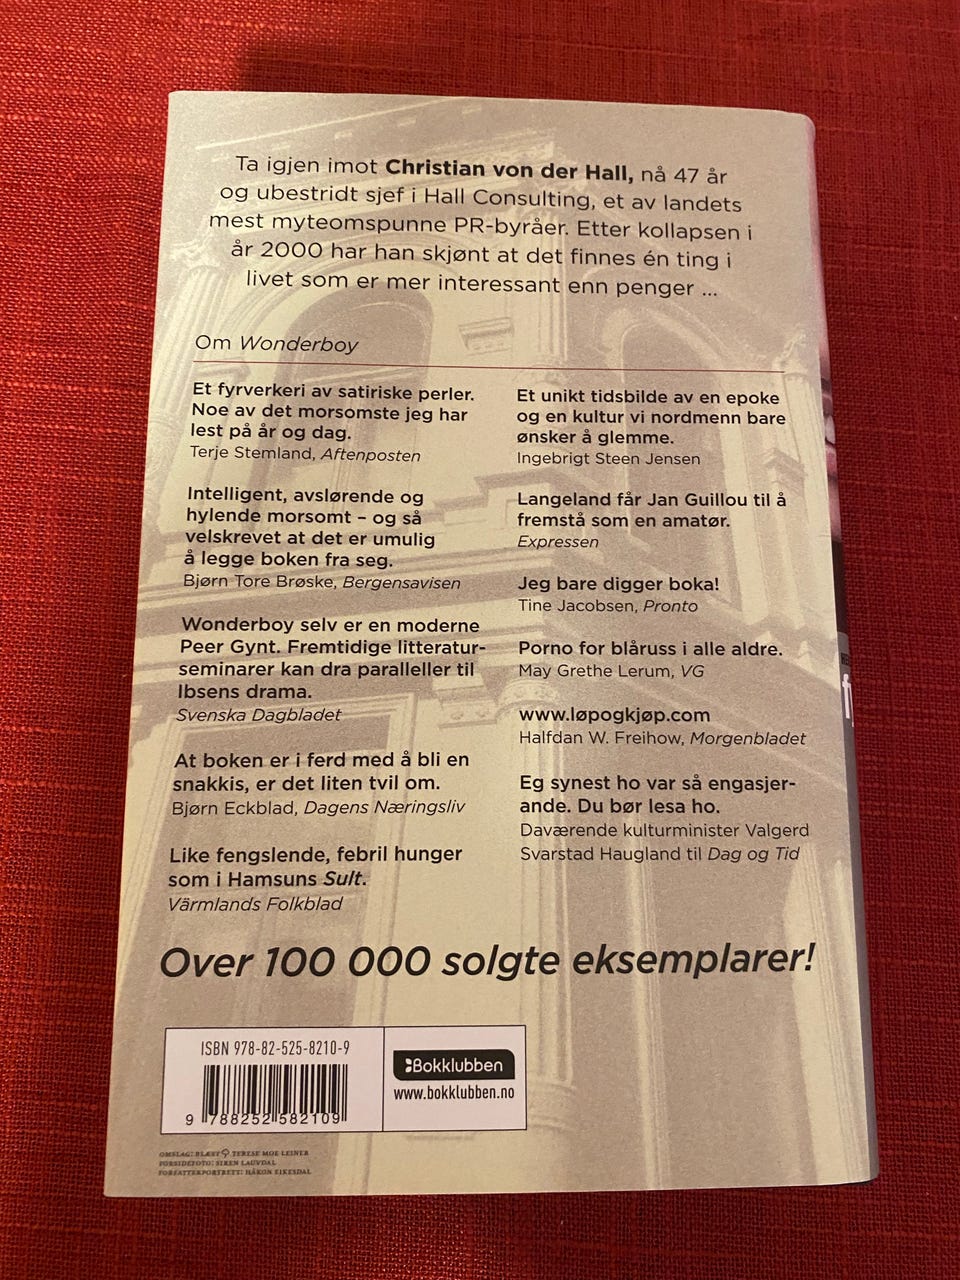 Ta igjen imot Christian von der Hall, nå 47 år
og ubestridt sjef i Hall Consulting, et av landets
mest myteomspunne PR-byråer. Etter kollapsen i
år 2000 har han skjønt at det finnes én ting i
livet som er mer interessant enn penger ...
Om Wonderboy
Et fyrverkeri av satiriske perler.
Noe av det morsomste jeg har
lest på år og dag.
Terje Stemland, Aftenposten
Intelligent, avslørende og
hylende morsomt – og så
velskrevet at det er umulig
å legge boken fra seg.
Bjørn Tore Brøske, Bergensavisen
Wonderboy selv er en moderne
Peer Gynt. Fremtidige litteratur-
seminarer kan dra paralleller til
Ibsens drama.
Svenska Dagbladet
At boken er i ferd med å bli en
snakkis, er det liten tvil om.
Bjørn Eckblad, Dagens Næringsliv
Like fengslende, febril hunger
som i Hamsuns Sult.
Värmlands Folkblad
Et unikt tidsbilde av en epoke
og en kultur vi nordmenn bare
ønsker å glemme.
Ingebrigt Steen Jensen
Langeland får Jan Guillou til å
fremstå som en amatør.
Expressen
Jeg bare digger boka!
Tine Jacobsen, Pronto
Porno for blåruss i alle aldre.
May Grethe Lerum, VG
www.løpogkjøp.com
Halfdan W. Freihow, Morgenbladet
Eg synest ho var så engasjer-
ande. Du bør lesa ho.
Daværende kulturminister Valgerd
Svarstad Haugland til Dag og Tid
Over 100 000 solgte eksemplarer!
ISBN 978-82-525-8210-9
9 788252 582109
Bokklubben
www.bokklubben.no
OMSLAG: BLÆST TERESE MOE LEINER
FORSIDEFOTO: SIREN LAUVDAL
FORFATTERPORTRETT: HÅKON EIKESDAL